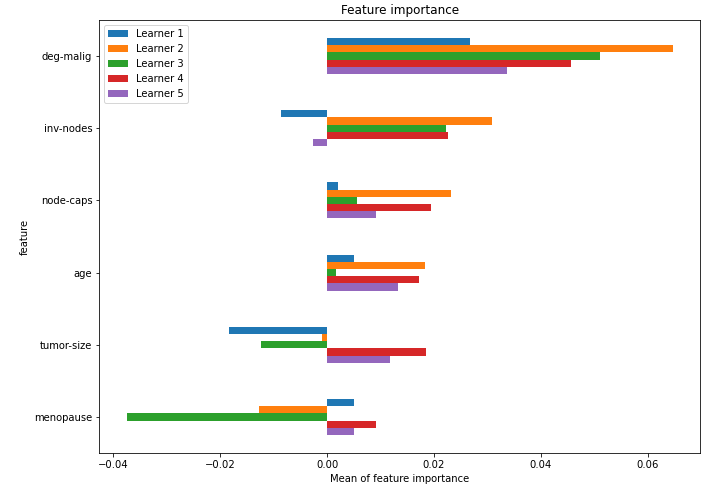 Feature importance
Learner 1
Learner 2
Learner 3
Learner 4
Learner 5
deg-malig
inv-nodes
node-caps
age
tumor-size
menopause
feature
−0.04 −0.02 0.00 0.02 0.04 0.06
Mean of feature importance